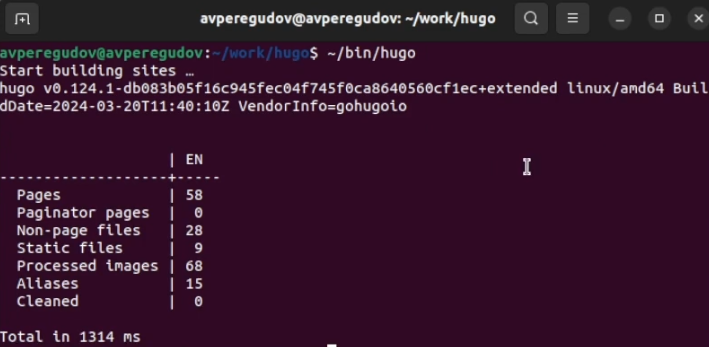 avperegudov@avperegudov: ~/work/hugo
avperegudov@avperegudov:~/work/hugo$ ~/bin/hugo
Start building sites …
hugo v0.124.1-db083b05f16c945fec04f745f0ca8640560cf1ec+extended linux/amd64 Buil
dDate=2024-03-20T11:40:10Z VendorInfo=gohugoio
                   | EN
-------------------+-----
  Pages            | 58
  Paginator pages  |  0
  Non-page files   | 28
  Static files     |  9
  Processed images | 68
  Aliases          | 15
  Cleaned          |  0
Total in 1314 ms